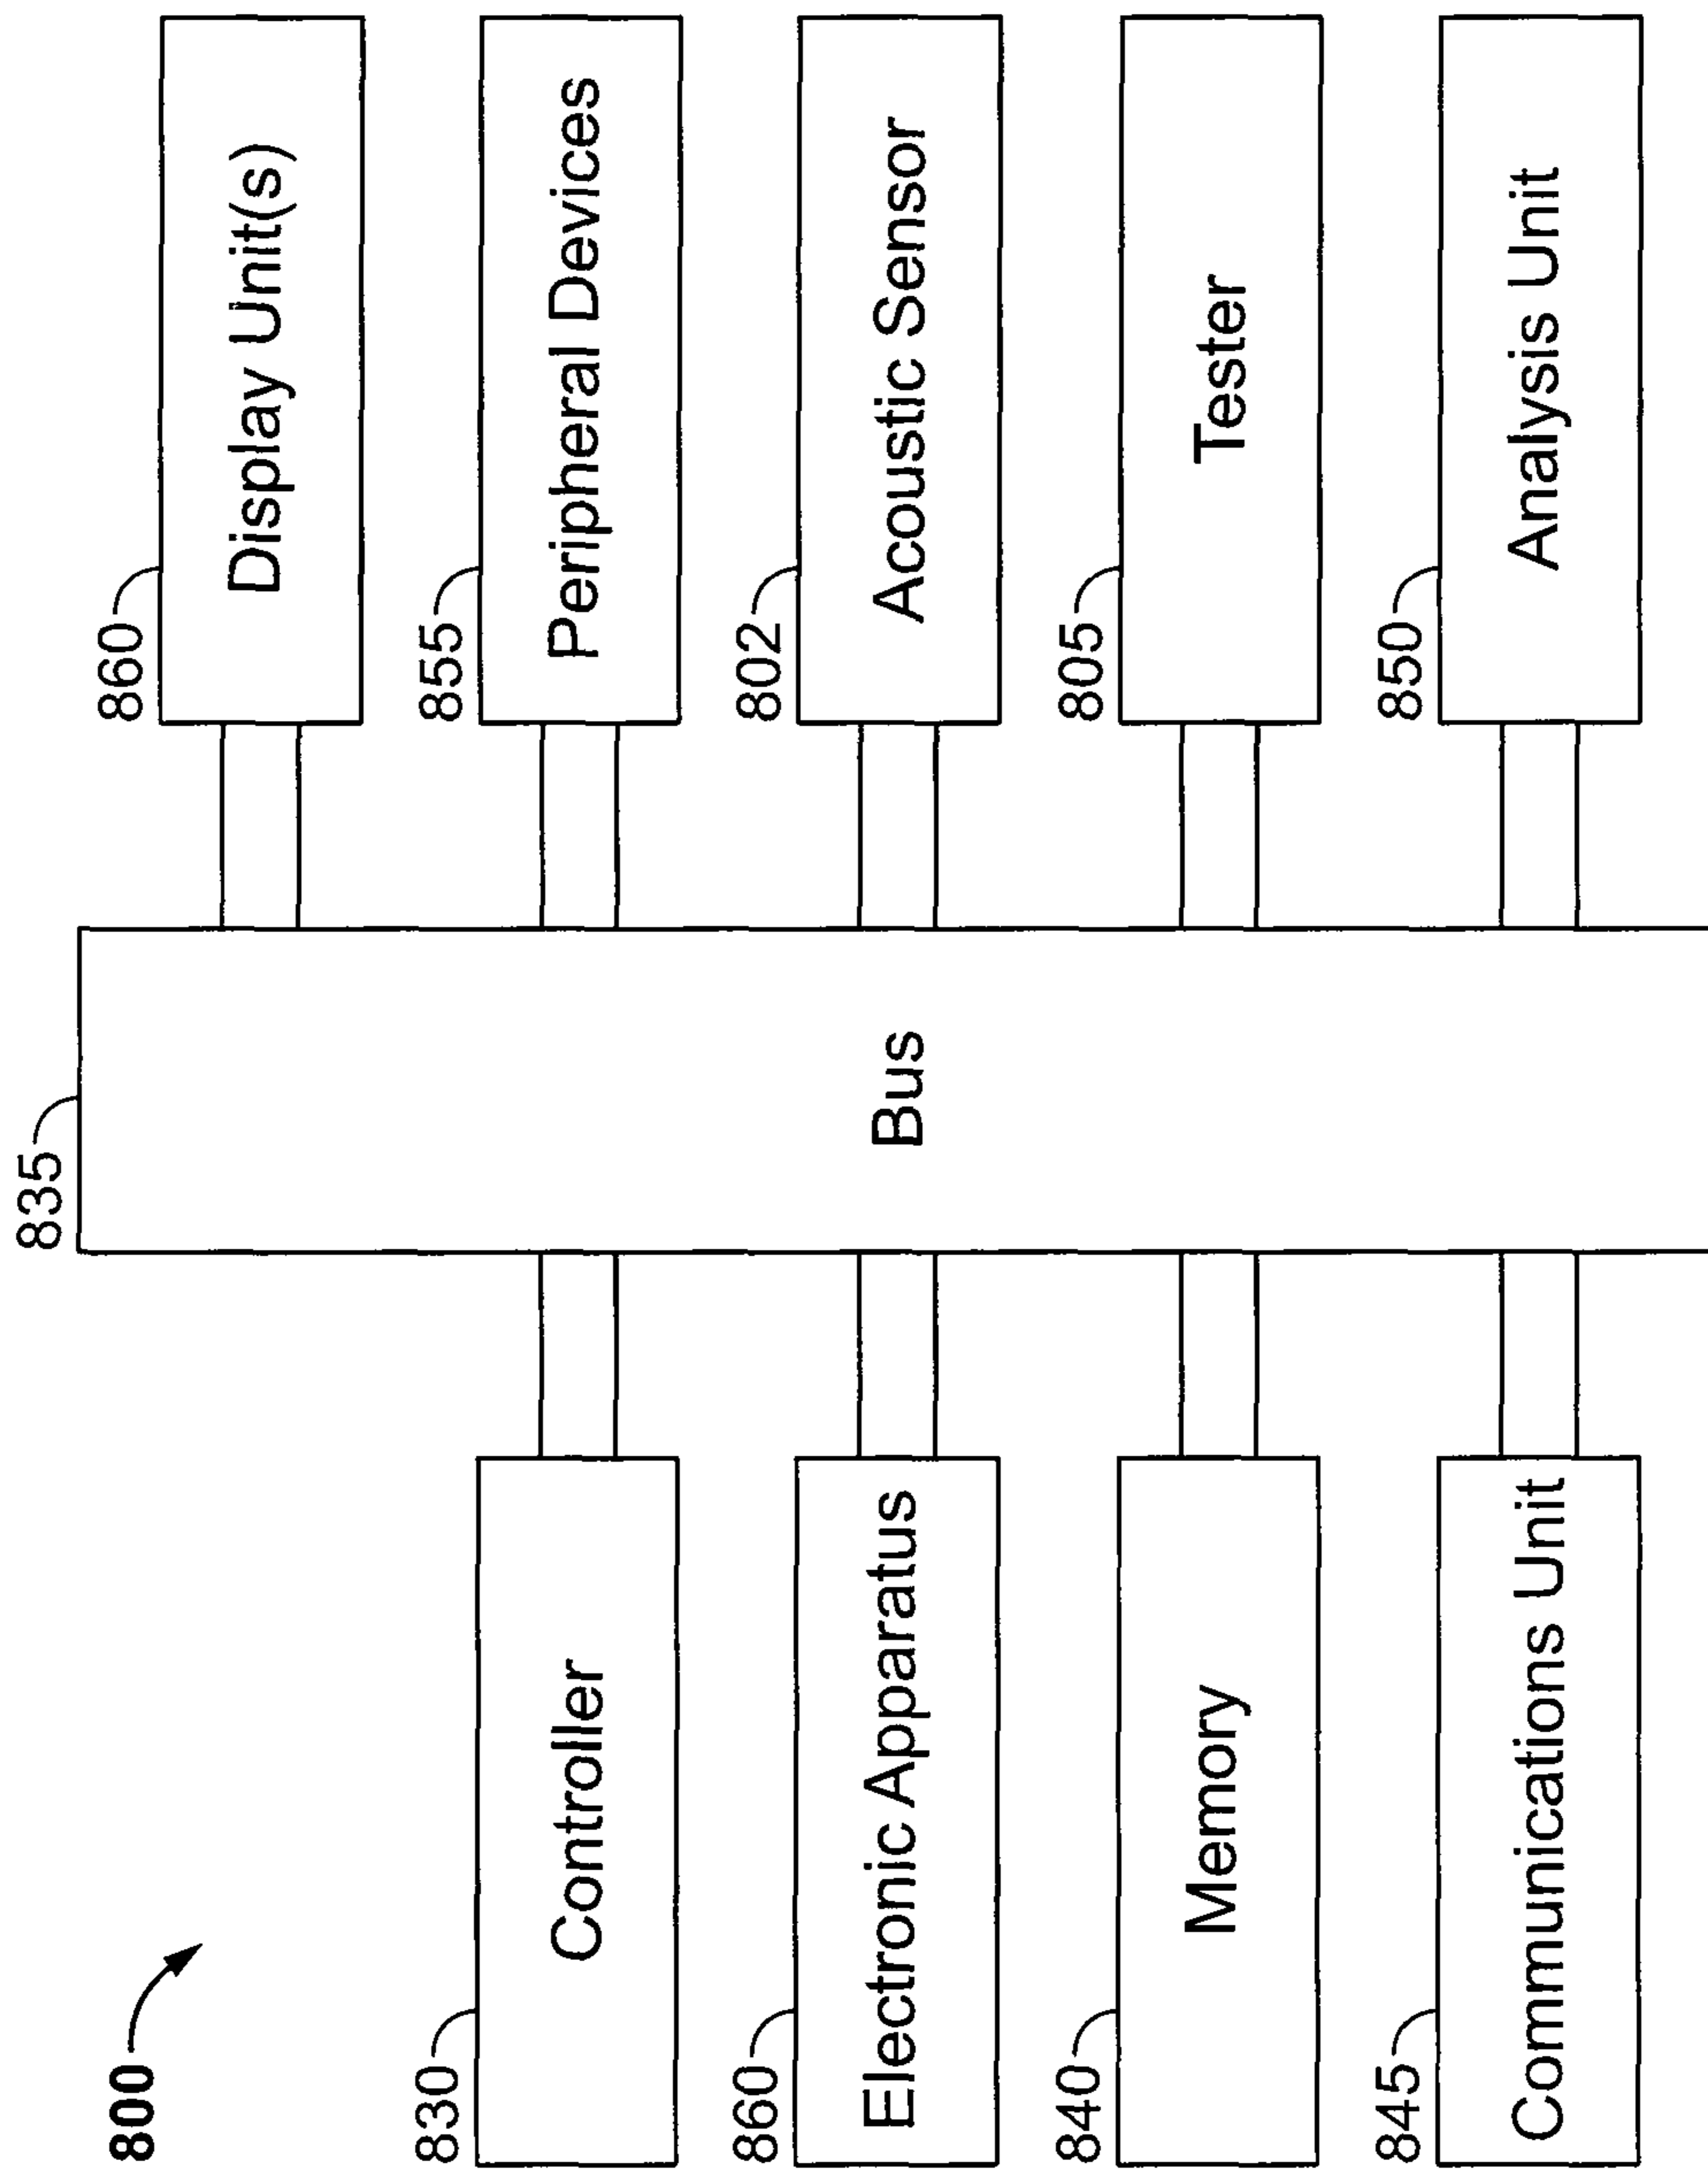 800
835
830
Controller
860
Electronic Apparatus
840
Memory
845
Communications Unit
Bus
860
Display Unit(s)
855
Peripheral Devices
802
Acoustic Sensor
805
Tester
850
Analysis Unit